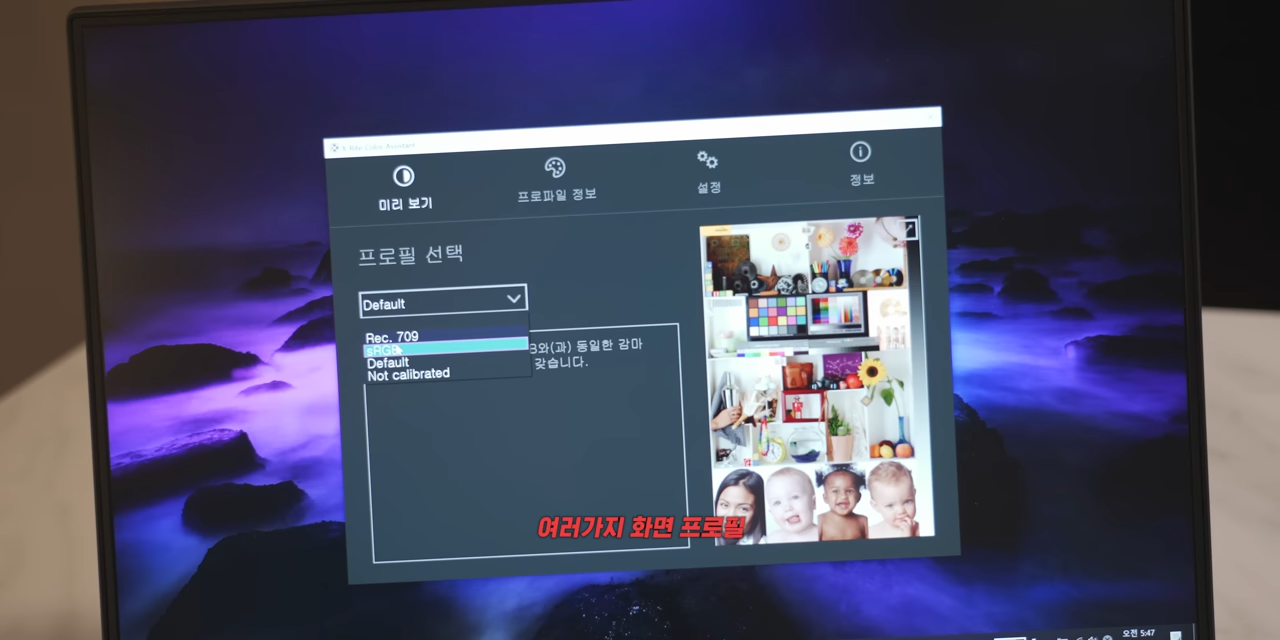 X-Rite Color Assistant
미리 보기
프로파일 정보
설정
정보
프로필 선택
Default
Rec. 709
sRGB
Default
Not calibrated
B와(과) 동일한 감마
갖습니다.
여러가지 화면 프로필
오전 5:47